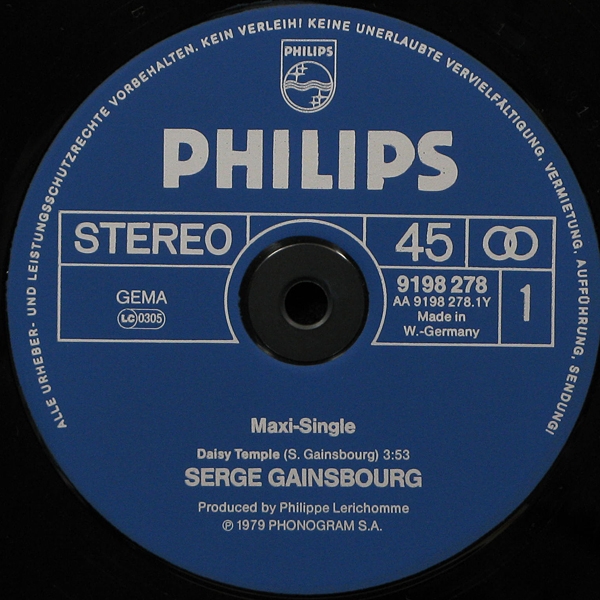 ALLE URHEBER- UND LEISTUNGSSCHUTZRECHTE VORBEHALTEN. KEIN VERLEIH! KEINE UNERLAUBTE VERVIELFÄLTIGUNG, VERMIETUNG, AUFFÜHRUNG, SENDUNG!
PHILIPS
PHILIPS
STEREO
45
GEMA
LC 0305
9198 278
AA 9198 278.1Y
Made in
W.-Germany
1
Maxi-Single
Daisy Temple (S. Gainsbourg) 3:53
SERGE GAINSBOURG
Produced by Philippe Lerichomme
℗ 1979 PHONOGRAM S.A.